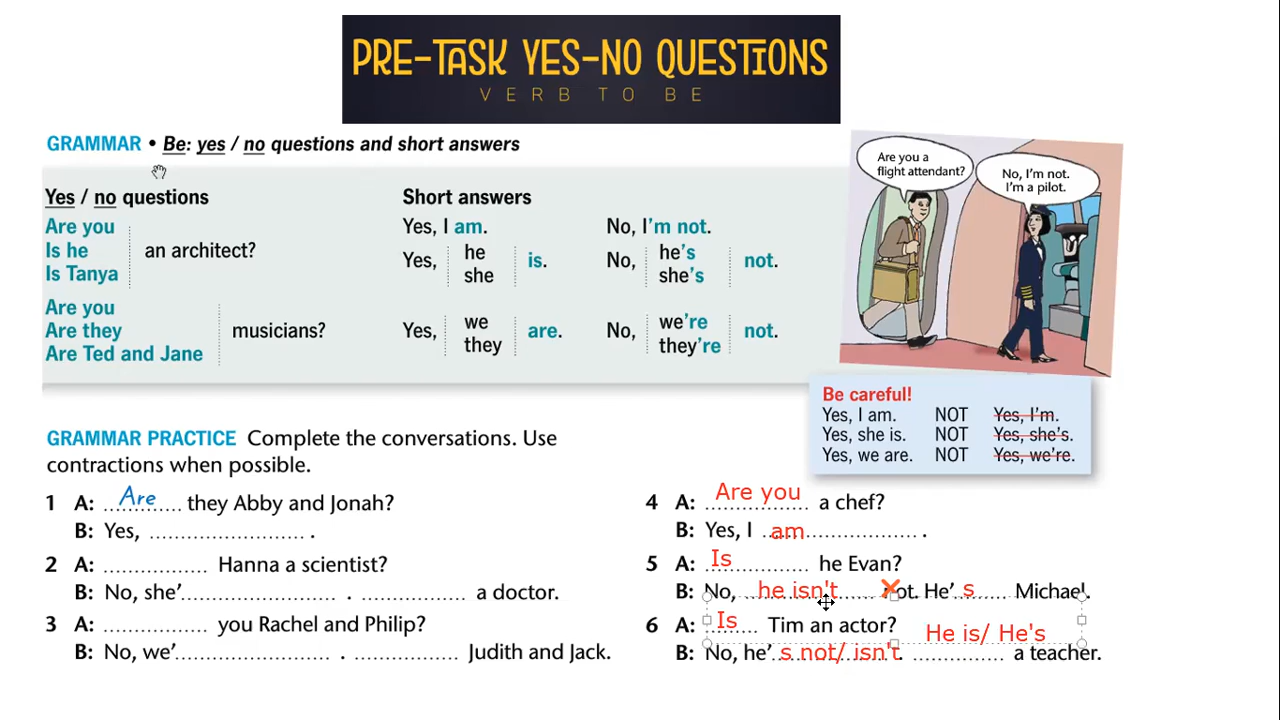 PRE-TASK YES-NO QUESTIONS
VERB TO BE
GRAMMAR • Be: yes / no questions and short answers
Yes / no questions
Are you
Is he
Is Tanya
an architect?
Are you
Are they
Are Ted and Jane
musicians?
Short answers
Yes, I am.
No, I'm not.
Yes,
he
she
is.
No,
he's
she's
not.
Yes,
we
they
are.
No,
we're
they're
not.
Are you a
flight attendant?
No, I'm not.
I'm a pilot.
Be careful!
Yes, I am. NOT Yes, I'm.
Yes, she is. NOT Yes, she's.
Yes, we are. NOT Yes, we're.
GRAMMAR PRACTICE Complete the conversations. Use
contractions when possible.
1 A: Are they Abby and Jonah?
B: Yes, .......................... .
2 A: ................. Hanna a scientist?
B: No, she'.......................... . .................... a doctor.
3 A: ................. you Rachel and Philip?
B: No, we'.......................... . .................... Judith and Jack.
4 A: Are you a chef?
B: Yes, I am .
5 A: Is he Evan?
B: No, he isn't not. He's Michael.
6 A: Is Tim an actor?
He is/ He's
B: No, he's not/ isn't. ................ a teacher.